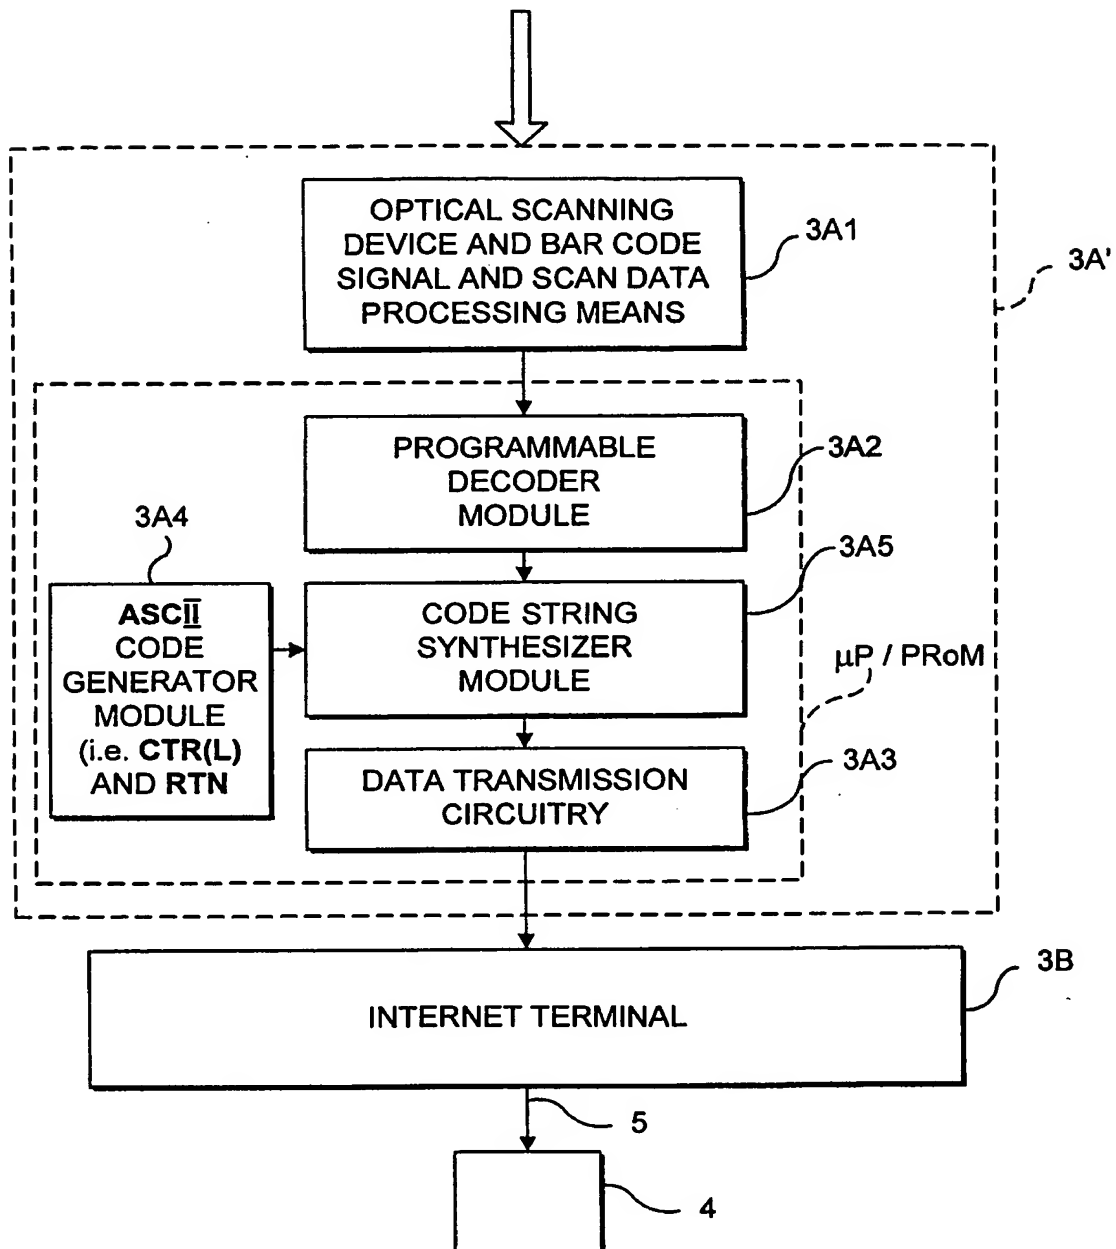 OPTICAL SCANNING
DEVICE AND BAR CODE
SIGNAL AND SCAN DATA
PROCESSING MEANS
3A1
3A'
PROGRAMMABLE
DECODER
MODULE
3A2
3A4
ASCII
CODE
GENERATOR
MODULE
(i.e. CTR(L)
AND RTN
CODE STRING
SYNTHESIZER
MODULE
3A5
μP / PRoM
DATA TRANSMISSION
CIRCUITRY
3A3
INTERNET TERMINAL
3B
5
4